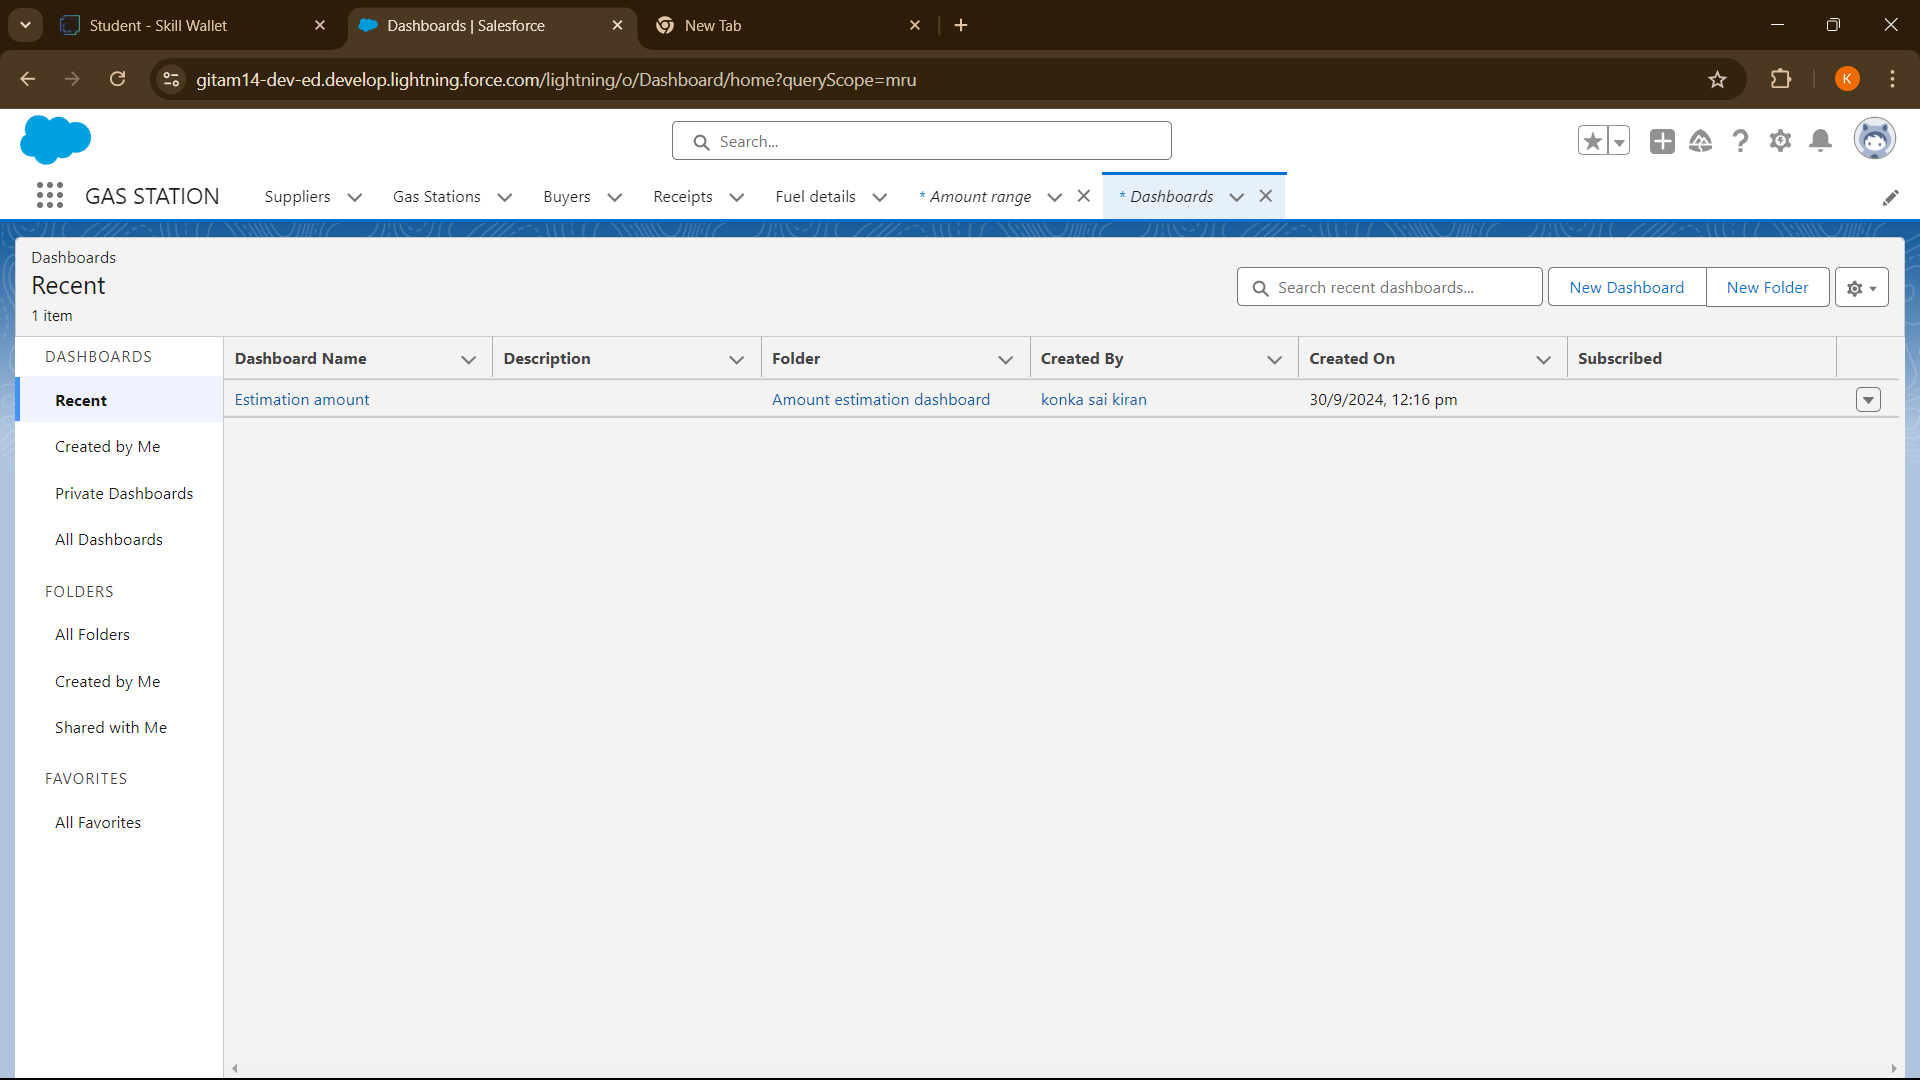 Student - Skill Wallet
Dashboards | Salesforce
New Tab
gitam14-dev-ed.develop.lightning.force.com/lightning/o/Dashboard/home?queryScope=mru
K
Search...
GAS STATION
Suppliers
Gas Stations
Buyers
Receipts
Fuel details
* Amount range
* Dashboards
Dashboards
Recent
1 item
Search recent dashboards...
New Dashboard
New Folder
DASHBOARDS
Recent
Created by Me
Private Dashboards
All Dashboards
FOLDERS
All Folders
Created by Me
Shared with Me
FAVORITES
All Favorites
Dashboard Name
Description
Folder
Created By
Created On
Subscribed
Estimation amount
Amount estimation dashboard
konka sai kiran
30/9/2024, 12:16 pm